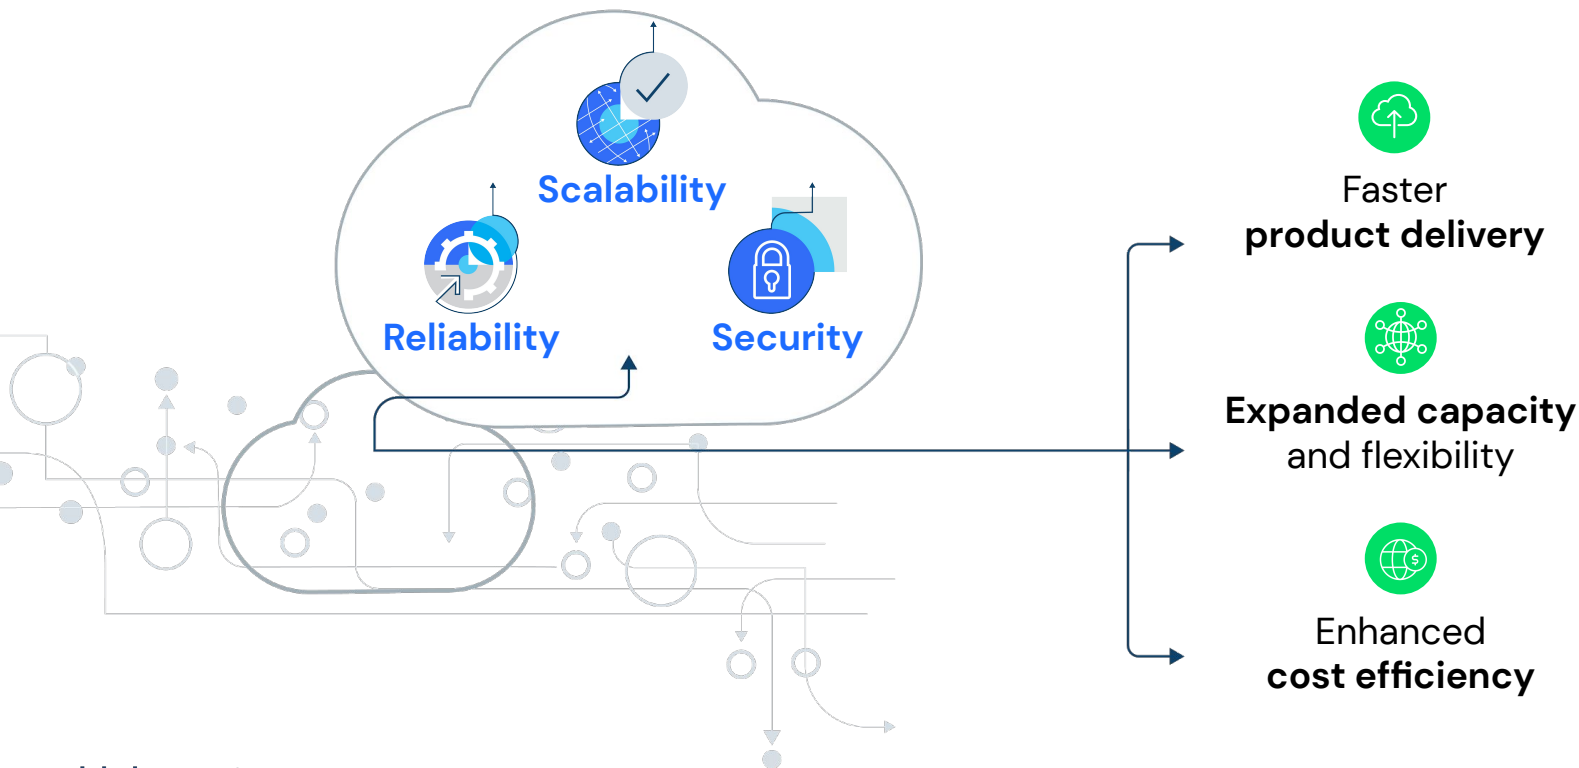 Scalability
Reliability
Security
Faster
product delivery
Expanded capacity
and flexibility
Enhanced
cost efficiency